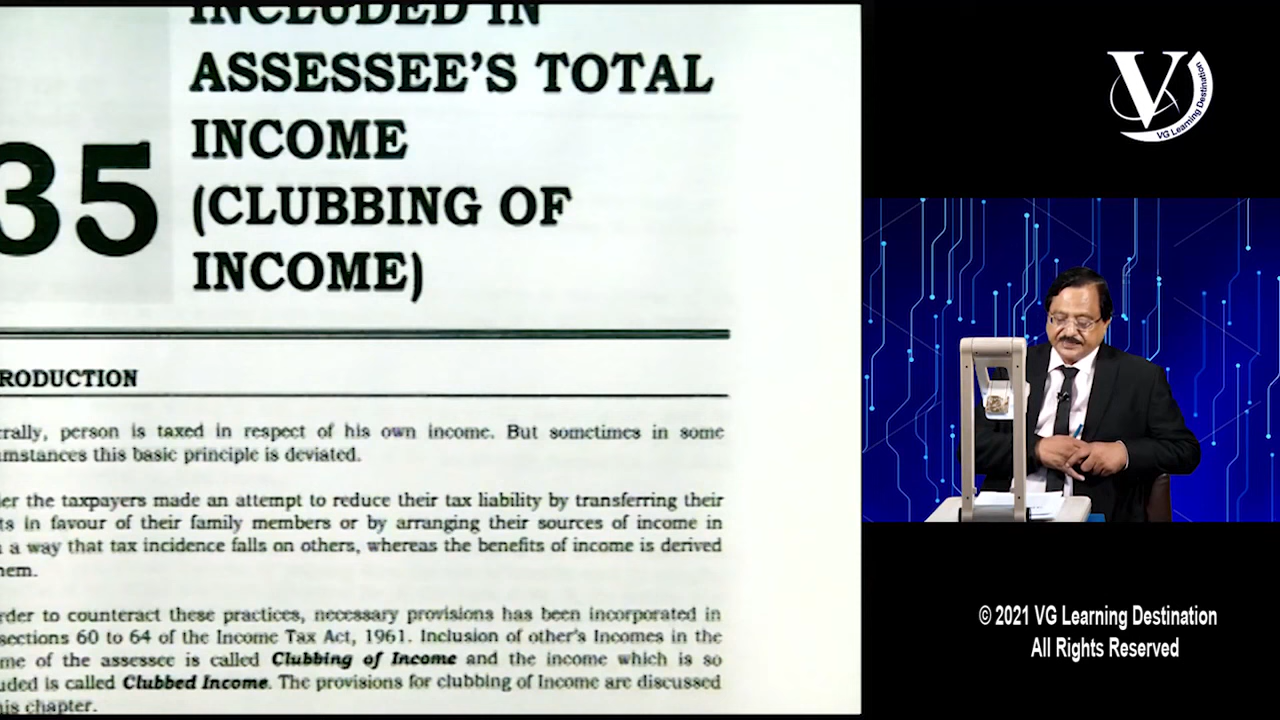 INCLUDED IN
ASSESSEE'S TOTAL
INCOME
(CLUBBING OF
INCOME)
35
RODUCTION
rally, person is taxed in respect of his own income. But sometimes in some
mstances this basic principle is deviated.
er the taxpayers made an attempt to reduce their tax liability by transferring their
ts in favour of their family members or by arranging their sources of income in
a way that tax incidence falls on others, whereas the benefits of income is derived
hem.
rder to counteract these practices, necessary provisions has been incorporated in
sections 60 to 64 of the Income Tax Act, 1961. Inclusion of other's Incomes in the
me of the assessee is called Clubbing of Income and the income which is so
uded is called Clubbed Income. The provisions for clubbing of Income are discussed
his chapter.
V
VG Learning Destination
© 2021 VG Learning Destination
All Rights Reserved